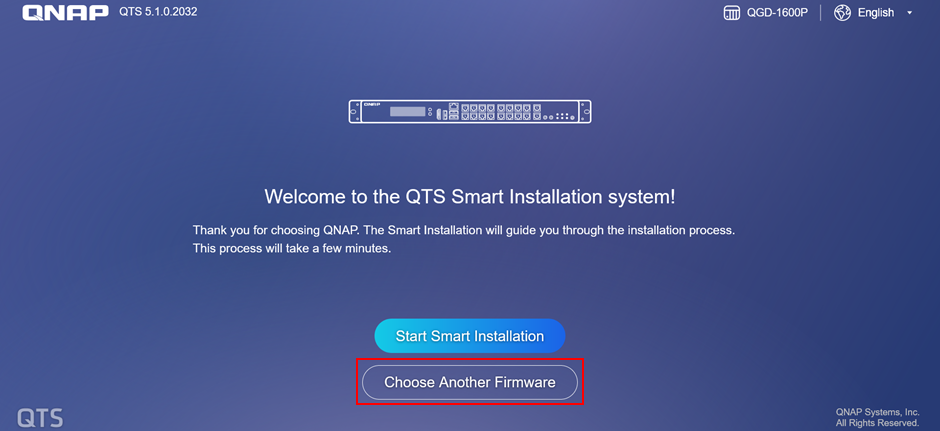 QNAP QTS 5.1.0.2032 QGD-1600P English
QNAP
Welcome to the QTS Smart Installation system!
Thank you for choosing QNAP. The Smart Installation will guide you through the installation process.
This process will take a few minutes.
Start Smart Installation
Choose Another Firmware
QTS
QNAP Systems, Inc.
All Rights Reserved.